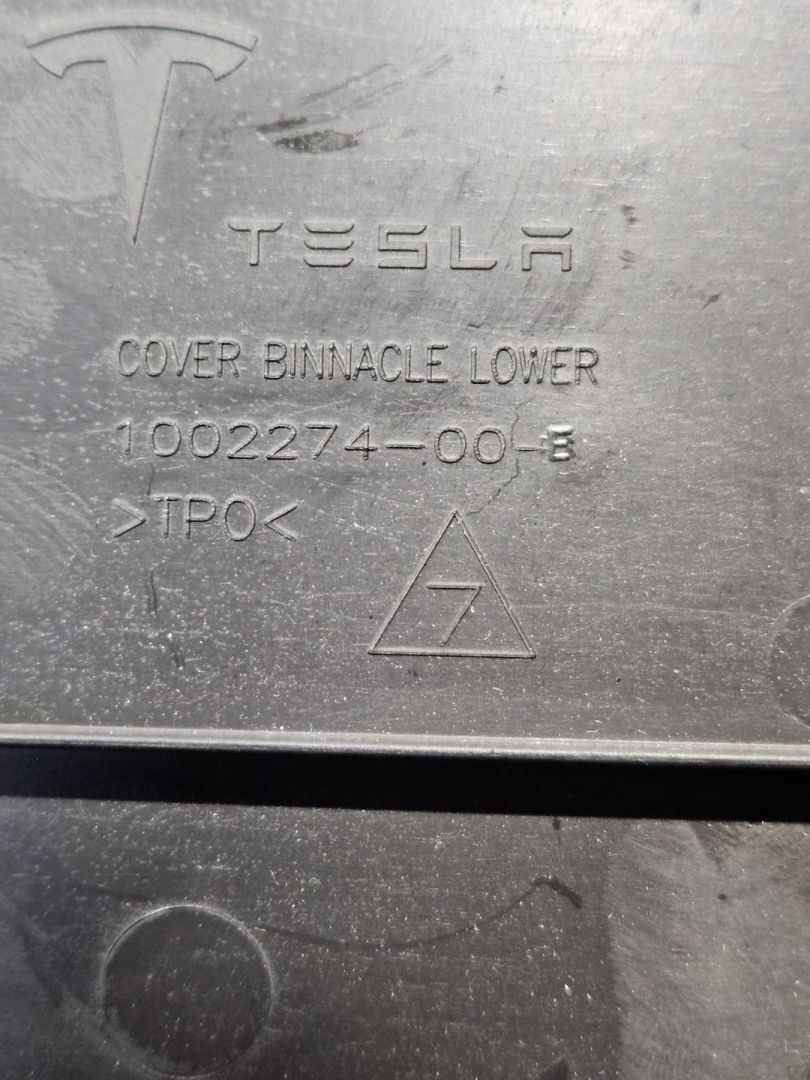 TESLA
COVER BINNACLE LOWER
1002274-00-E
>TPO<
7